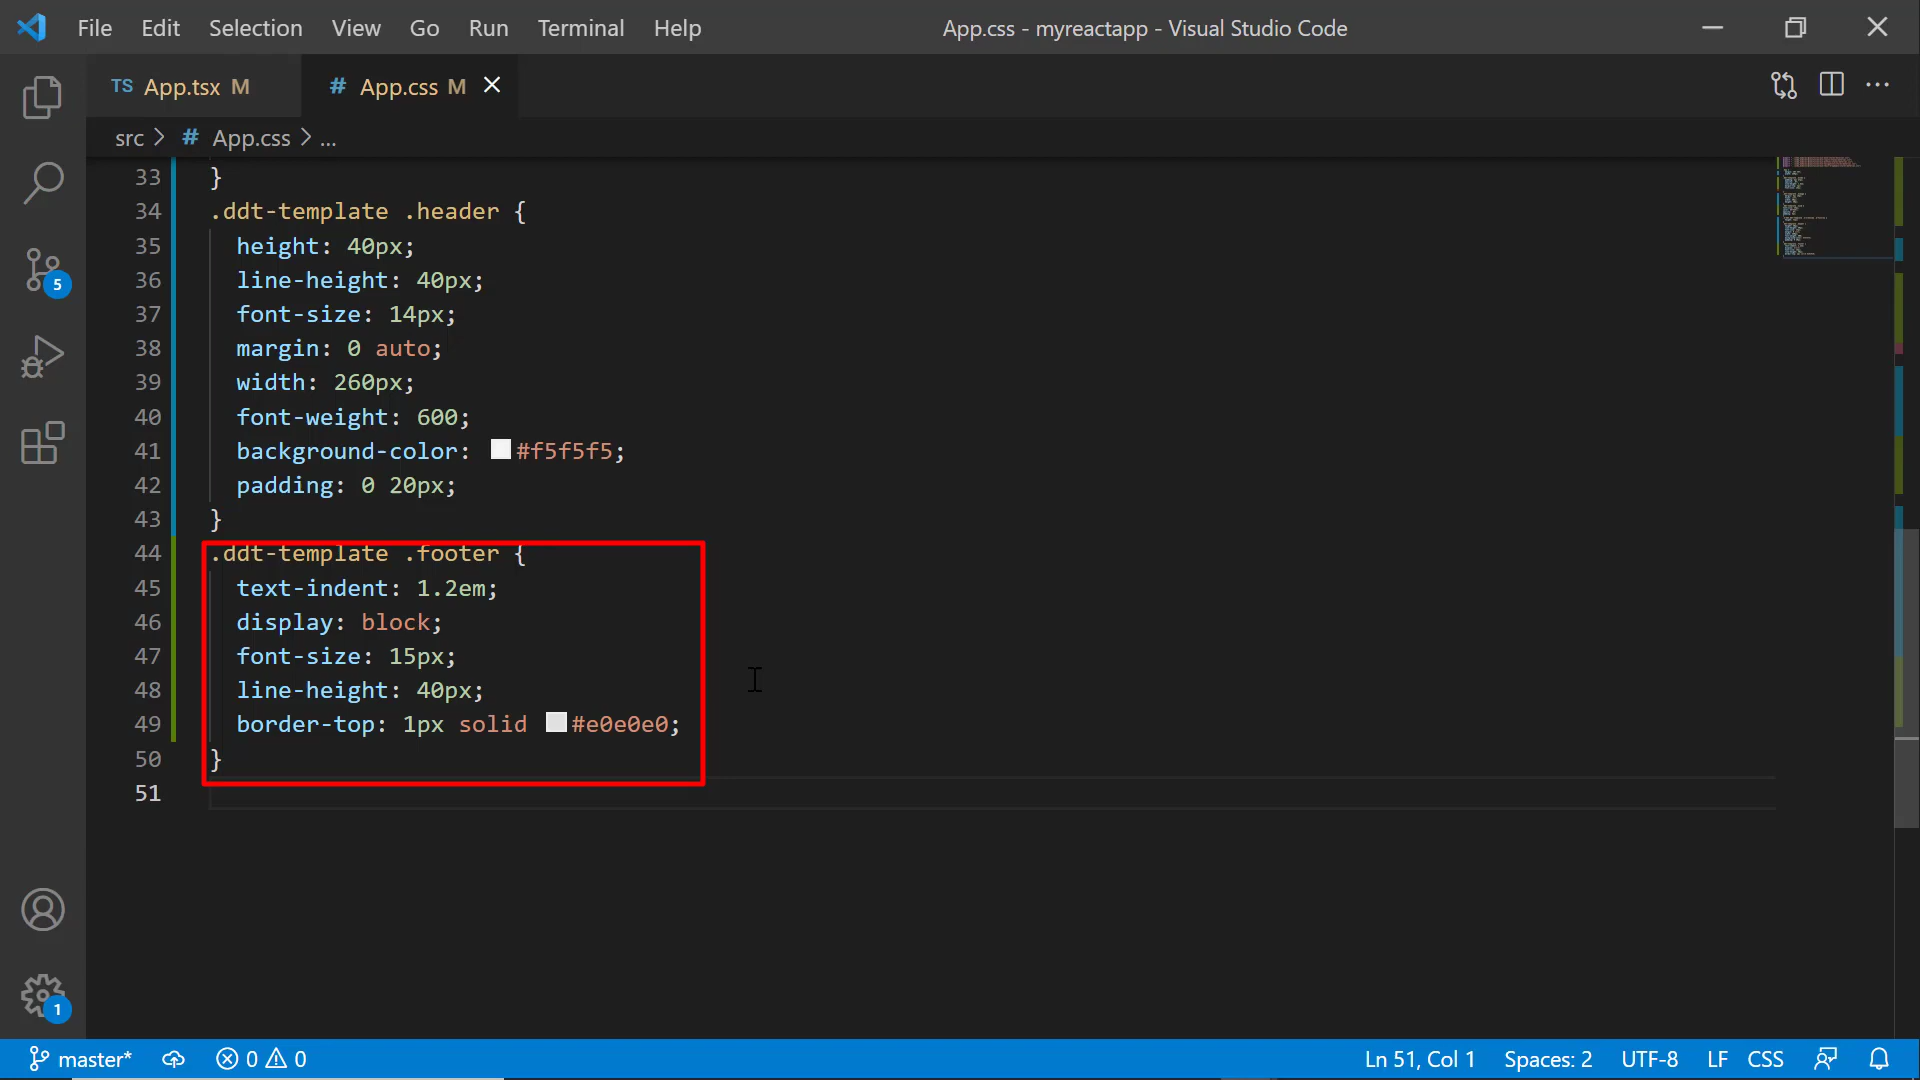 File Edit Selection View Go Run Terminal Help App.css - myreactapp - Visual Studio Code
TS App.tsx M # App.css M
src > # App.css > ...
33 }
34 .ddt-template .header {
35 height: 40px;
36 line-height: 40px;
37 font-size: 14px;
38 margin: 0 auto;
39 width: 260px;
40 font-weight: 600;
41 background-color: #f5f5f5;
42 padding: 0 20px;
43 }
44 .ddt-template .footer {
45 text-indent: 1.2em;
46 display: block;
47 font-size: 15px;
48 line-height: 40px;
49 border-top: 1px solid #e0e0e0;
50 }
51
5
1
master* 0 0 Ln 51, Col 1 Spaces: 2 UTF-8 LF CSS